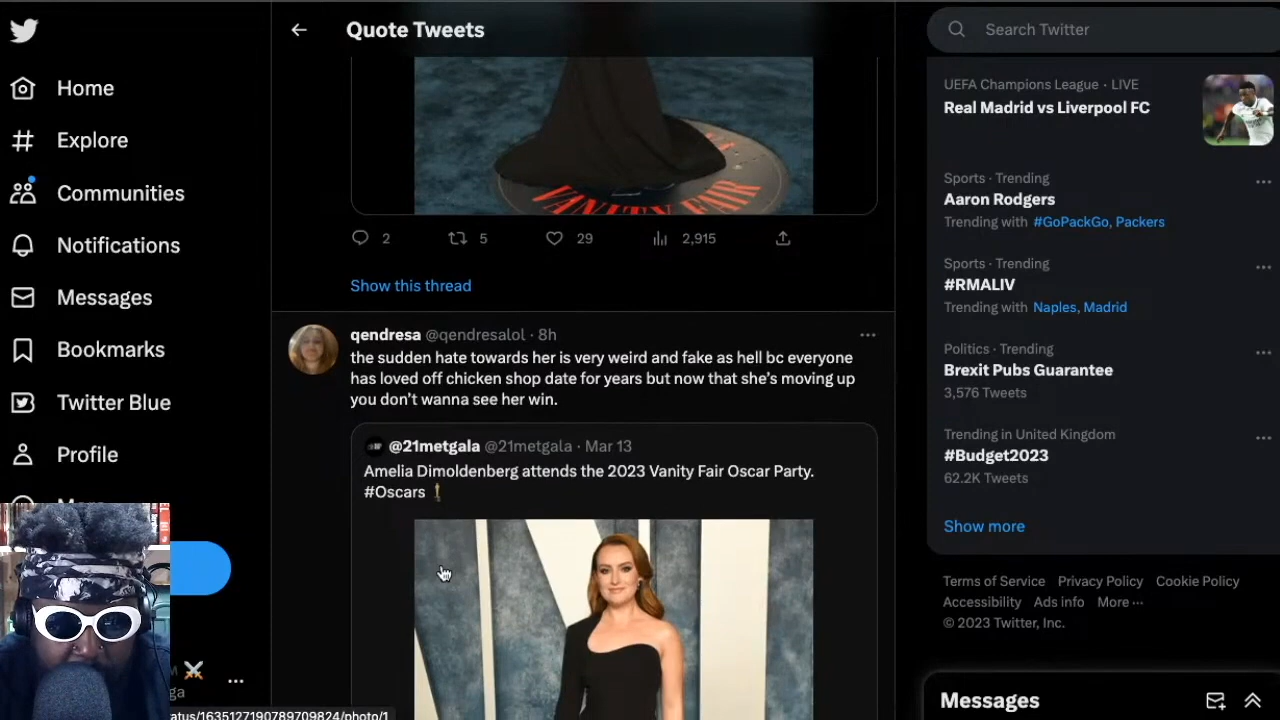 Home
Explore
Communities
Notifications
Messages
Bookmarks
Twitter Blue
Profile
Quote Tweets
VANITY FAIR
2
5
29
2,915
Show this thread
qendresa @qendresalol · 8h
the sudden hate towards her is very weird and fake as hell bc everyone
has loved off chicken shop date for years but now that she's moving up
you don't wanna see her win.
@21metgala @21metgala · Mar 13
Amelia Dimoldenberg attends the 2023 Vanity Fair Oscar Party.
#Oscars
Search Twitter
UEFA Champions League · LIVE
Real Madrid vs Liverpool FC
Sports · Trending
Aaron Rodgers
Trending with #GoPackGo, Packers
Sports · Trending
#RMALIV
Trending with Naples, Madrid
Politics · Trending
Brexit Pubs Guarantee
3,576 Tweets
Trending in United Kingdom
#Budget2023
62.2K Tweets
Show more
Terms of Service Privacy Policy Cookie Policy
Accessibility Ads info More ···
© 2023 Twitter, Inc.
Messages
atus/1635127190789709824/photo/1